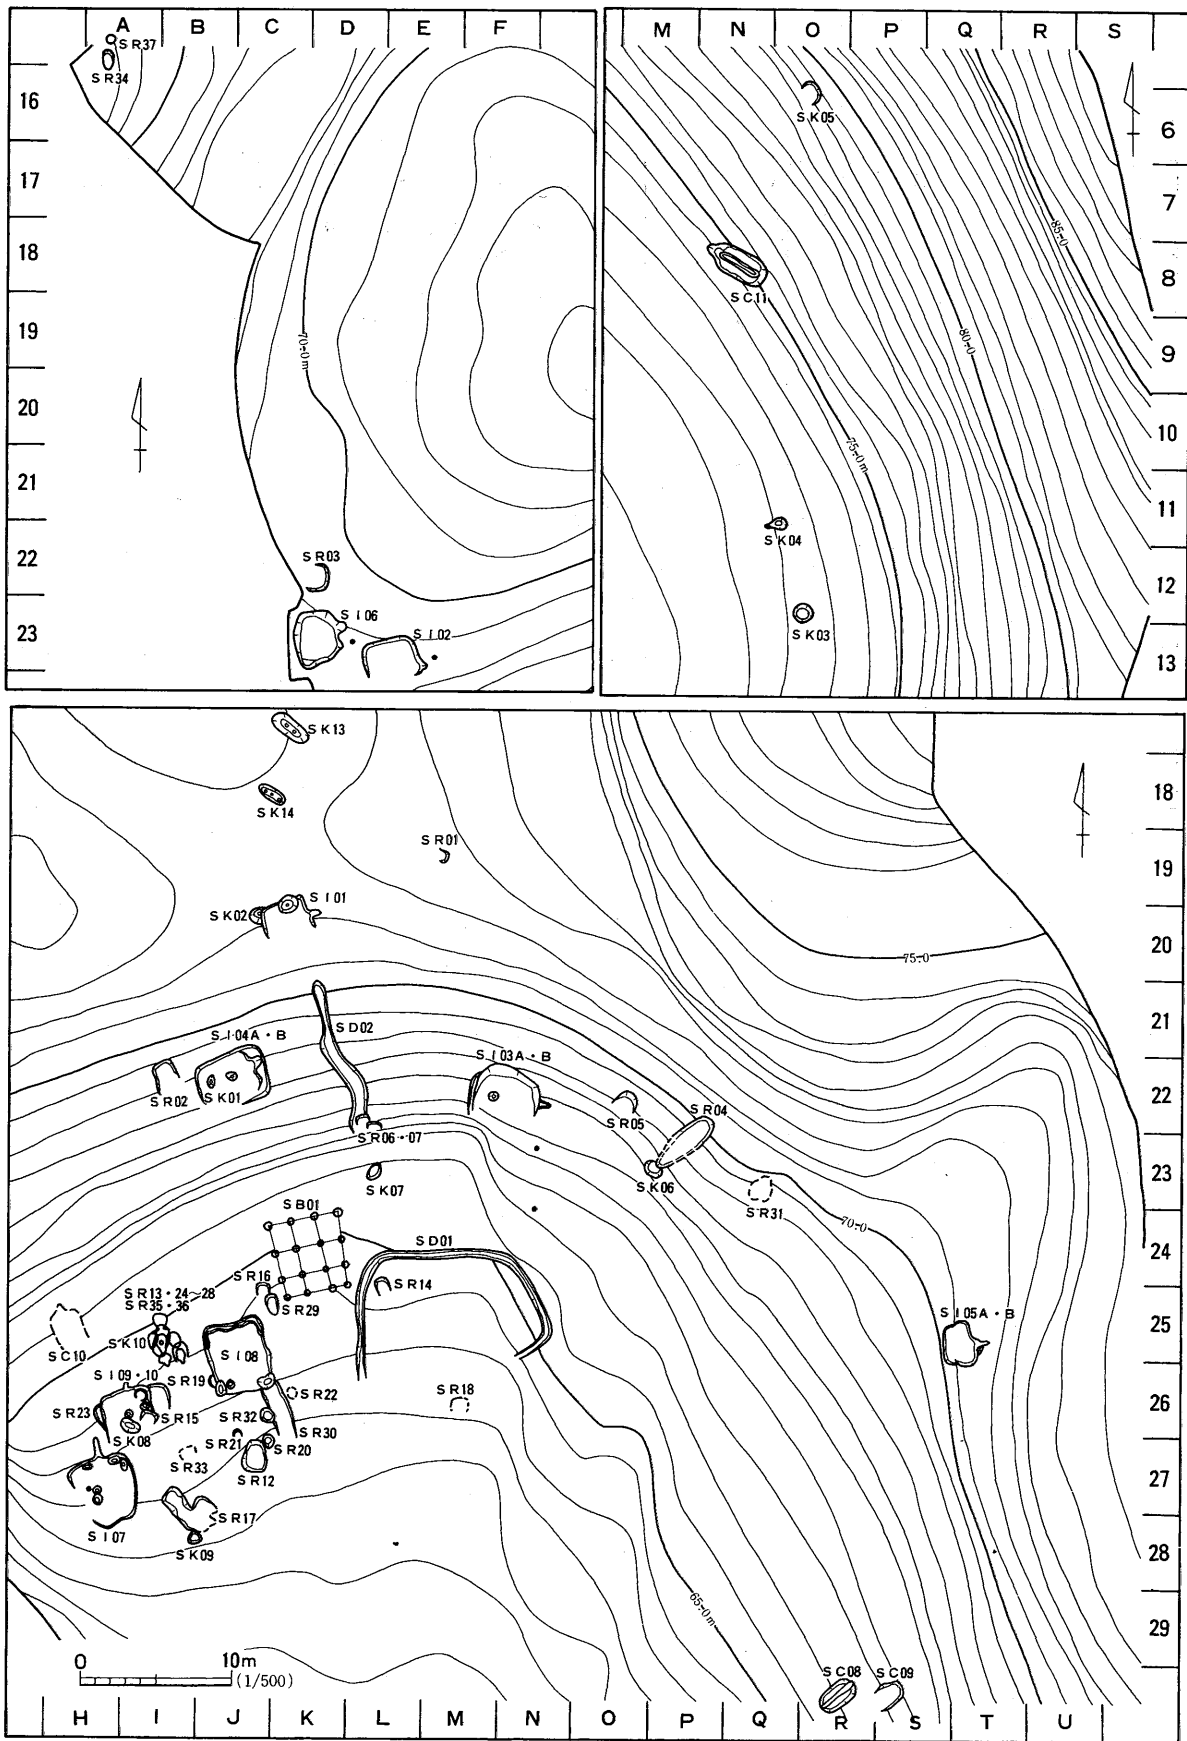 A B C D E F
SR37
SR34
16
17
18
19
70.0m
20
21
22
SR03
23
SI06
SI02
M N O P Q R S
SK05
6
7
SC11
8
85.0
80.0
9
75.0m
10
11
SK04
12
SK03
13
SK13
SK14
18
SR01
19
SK02
SI01
20
75.0
SD02
21
SI04A・B
SI03A・B
SR02
SK01
22
SR05
SR04
SR06・07
SK07
SK06
23
SR31
SB01
70.0
SD01
24
SR16
SR14
SR13・24~28
SR35・36
SR29
SI05A・B
SK10
25
SC10
SI08
SI09・10
SR19
SR22
SR18
SR23
SR15
SR32
SR30
26
SK08
SR21
SR20
SR33
SR12
27
SR17
SI07
SK09
28
65.0m
29
0 10m
(1/500)
SC08 SC09
H I J K L M N O P Q R S T U